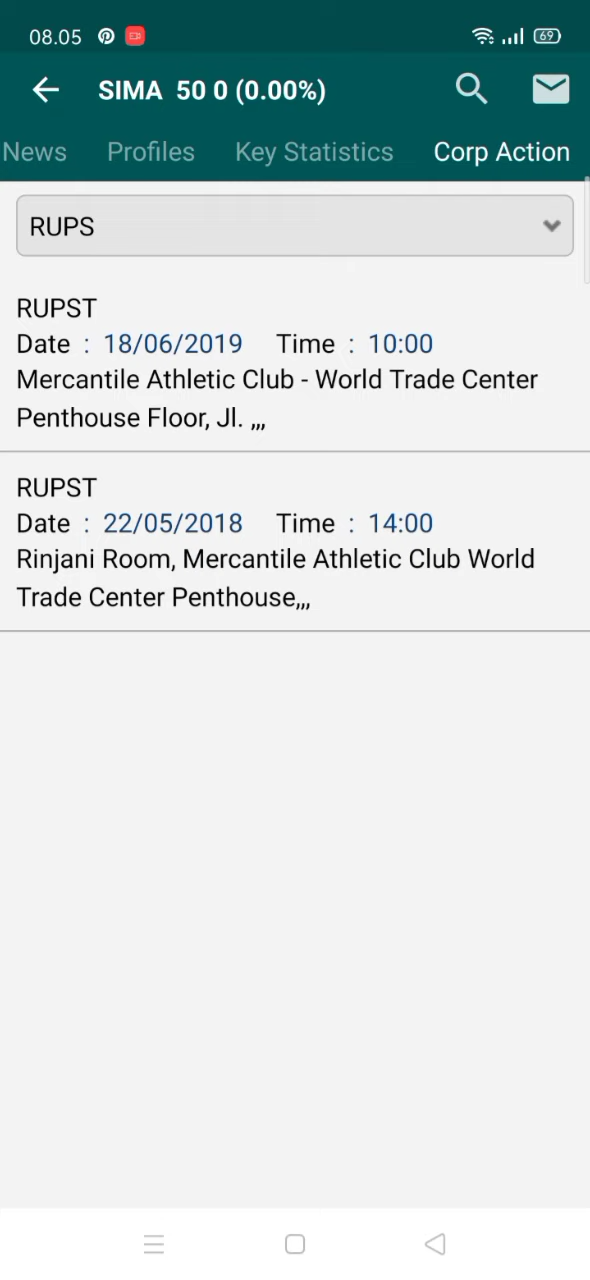 08.05 69
SIMA 50 0 (0.00%)
News Profiles Key Statistics Corp Action
RUPS
RUPST
Date : 18/06/2019 Time : 10:00
Mercantile Athletic Club - World Trade Center
Penthouse Floor, Jl. ,,,
RUPST
Date : 22/05/2018 Time : 14:00
Rinjani Room, Mercantile Athletic Club World
Trade Center Penthouse,,,